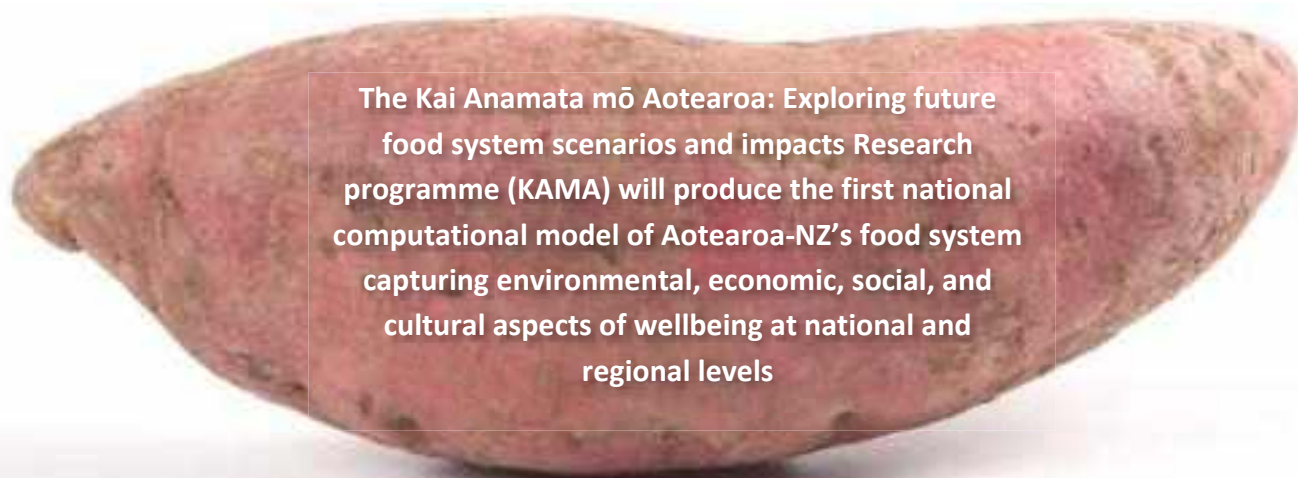 The Kai Anamata mō Aotearoa: Exploring future
food system scenarios and impacts Research
programme (KAMA) will produce the first national
computational model of Aotearoa-NZ's food system
capturing environmental, economic, social, and
cultural aspects of wellbeing at national and
regional levels